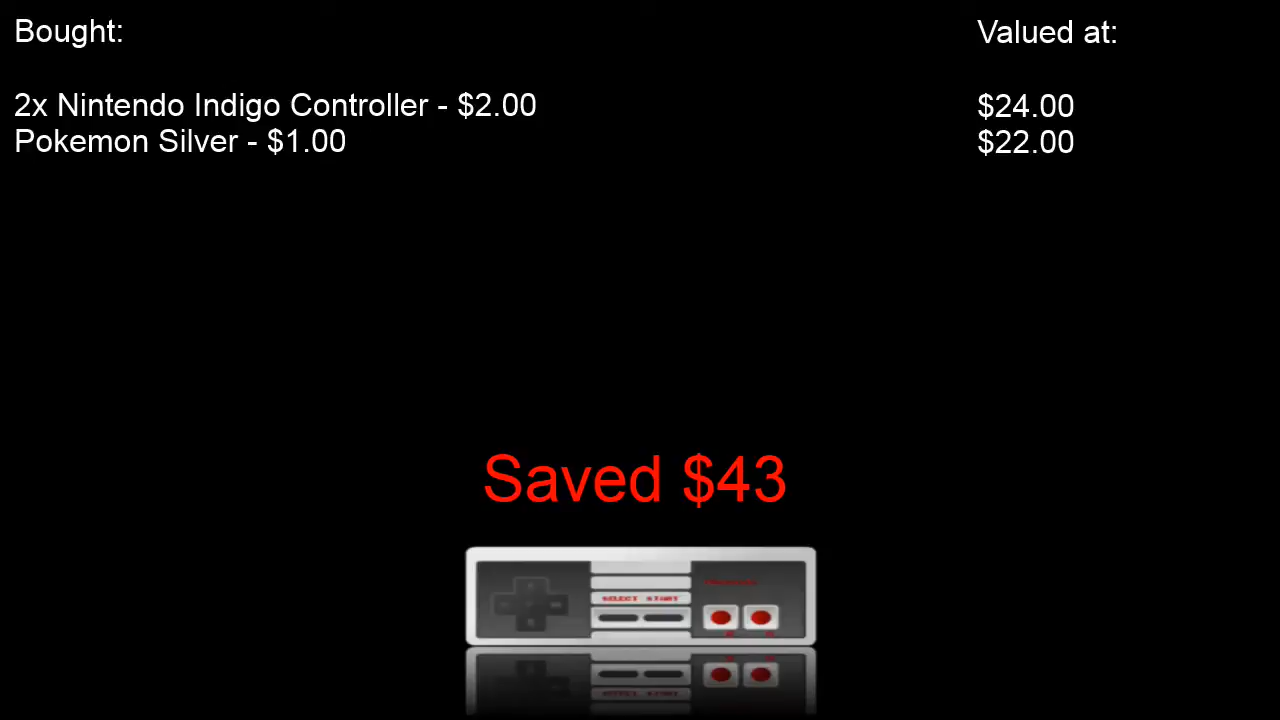 Bought:
Valued at:
2x Nintendo Indigo Controller - $2.00
$24.00
Pokemon Silver - $1.00
$22.00
Saved $43
Nintendo
SELECT START